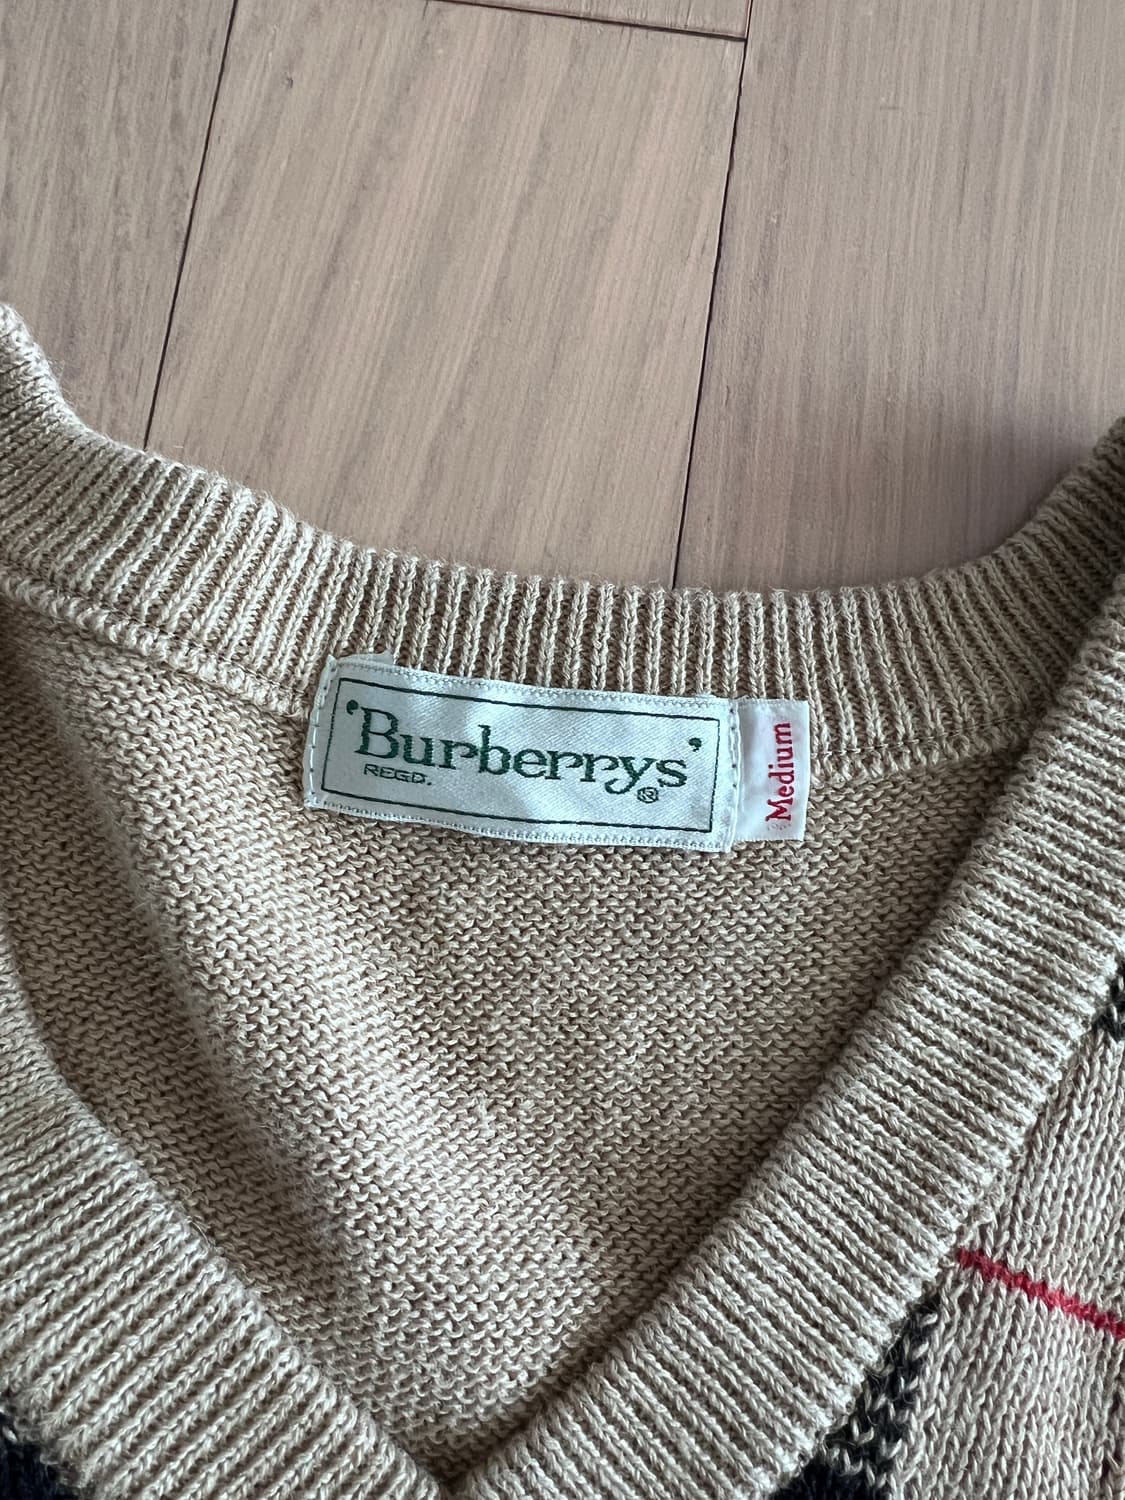 'Burberrys'
REGD. ®
Medium